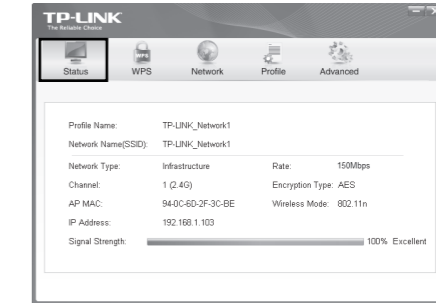 TP-LINK
The Reliable Choice
WPS
Status WPS Network Profile Advanced
Profile Name: TP-LINK_Network1
Network Name(SSID): TP-LINK_Network1
Network Type: Infrastructure Rate: 150Mbps
Channel: 1 (2.4G) Encryption Type: AES
AP MAC: 94-0C-6D-2F-3C-BE Wireless Mode: 802.11n
IP Address: 192.168.1.103
Signal Strength: 100% Excellent